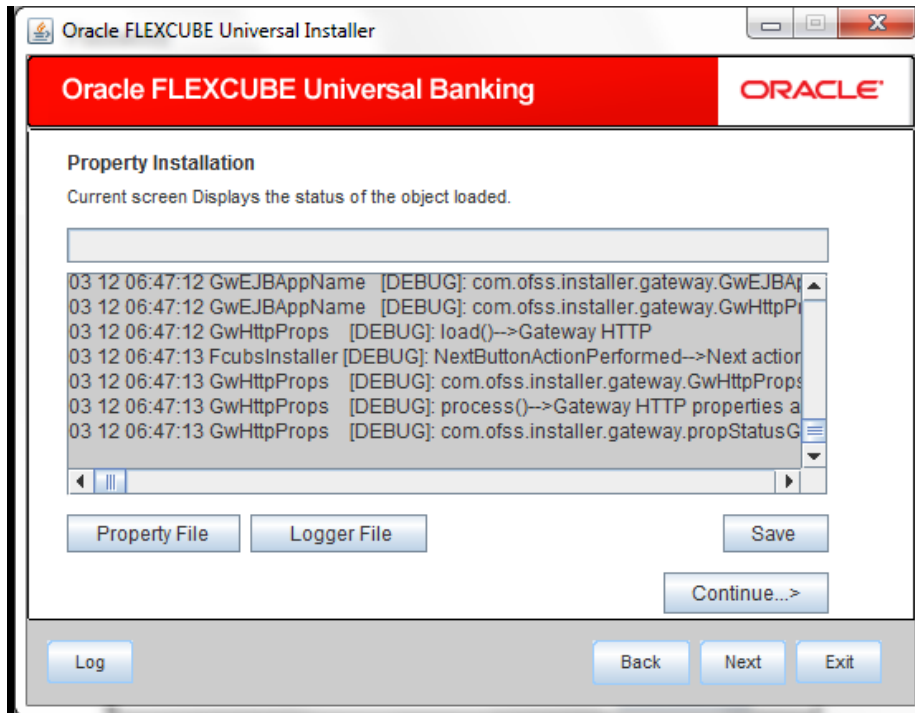 Oracle FLEXCUBE Universal Installer
Oracle FLEXCUBE Universal Banking
ORACLE
Property Installation
Current screen Displays the status of the object loaded.
03 12 06:47:12 GwEJBAppName [DEBUG]: com.ofss.installer.gateway.GwEJBAp
03 12 06:47:12 GwEJBAppName [DEBUG]: com.ofss.installer.gateway.GwHttpPr
03 12 06:47:12 GwHttpProps [DEBUG]: load()-->Gateway HTTP
03 12 06:47:13 FcubsInstaller [DEBUG]: NextButtonActionPerformed-->Next action
03 12 06:47:13 GwHttpProps [DEBUG]: com.ofss.installer.gateway.GwHttpProps
03 12 06:47:13 GwHttpProps [DEBUG]: process()-->Gateway HTTP properties a
03 12 06:47:13 GwHttpProps [DEBUG]: com.ofss.installer.gateway.propStatusG
Property File Logger File Save
Continue...>
Log Back Next Exit